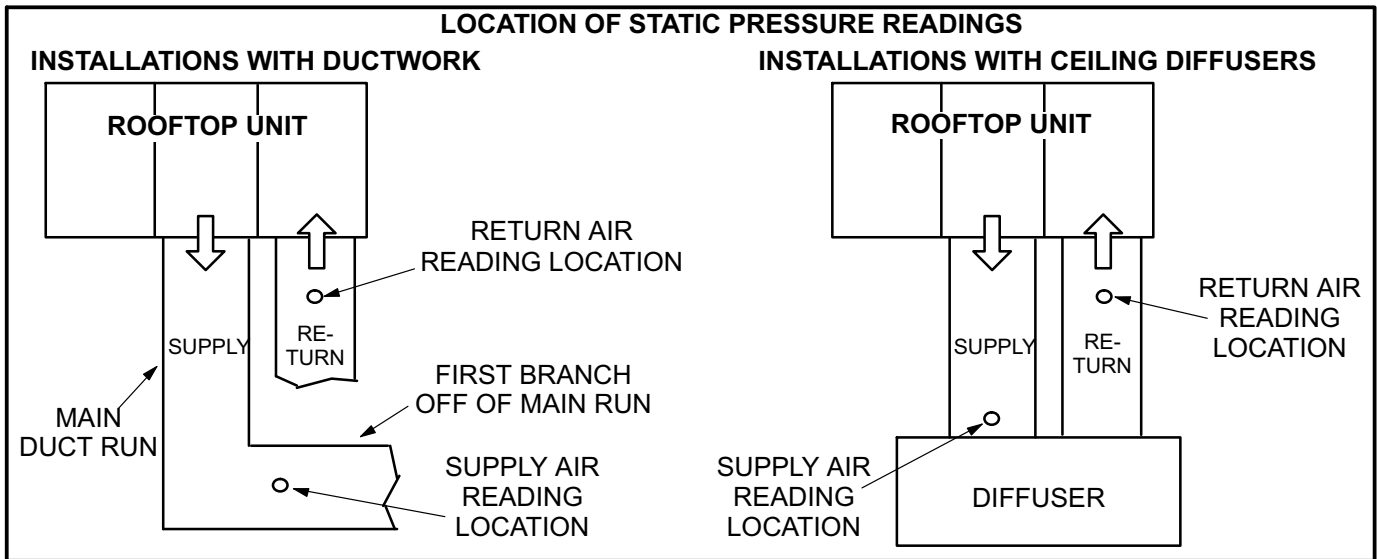 LOCATION OF STATIC PRESSURE READINGS
INSTALLATIONS WITH DUCTWORK
ROOFTOP UNIT
RETURN AIR
READING LOCATION
SUPPLY
RE-
TURN
FIRST BRANCH
OFF OF MAIN RUN
MAIN
DUCT RUN
SUPPLY AIR
READING
LOCATION
INSTALLATIONS WITH CEILING DIFFUSERS
ROOFTOP UNIT
RETURN AIR
READING
LOCATION
SUPPLY
RE-
TURN
SUPPLY AIR
READING
LOCATION
DIFFUSER